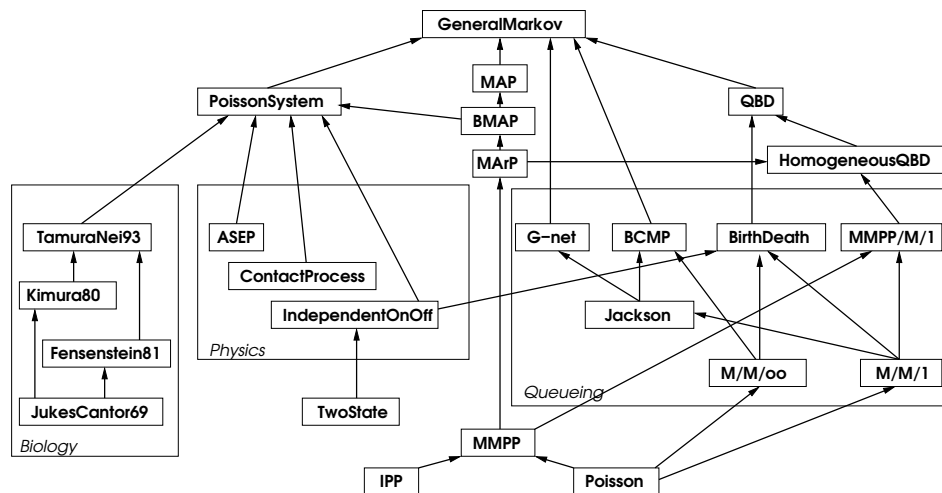 GeneralMarkov
MAP
PoissonSystem
QBD
BMAP
MArP
HomogeneousQBD
TamuraNei93
ASEP
G−net
BCMP
BirthDeath
MMPP/M/1
ContactProcess
Kimura80
IndependentOnOff
Jackson
Fensenstein81
Physics
M/M/oo
M/M/1
Queueing
JukesCantor69
TwoState
Biology
MMPP
IPP
Poisson